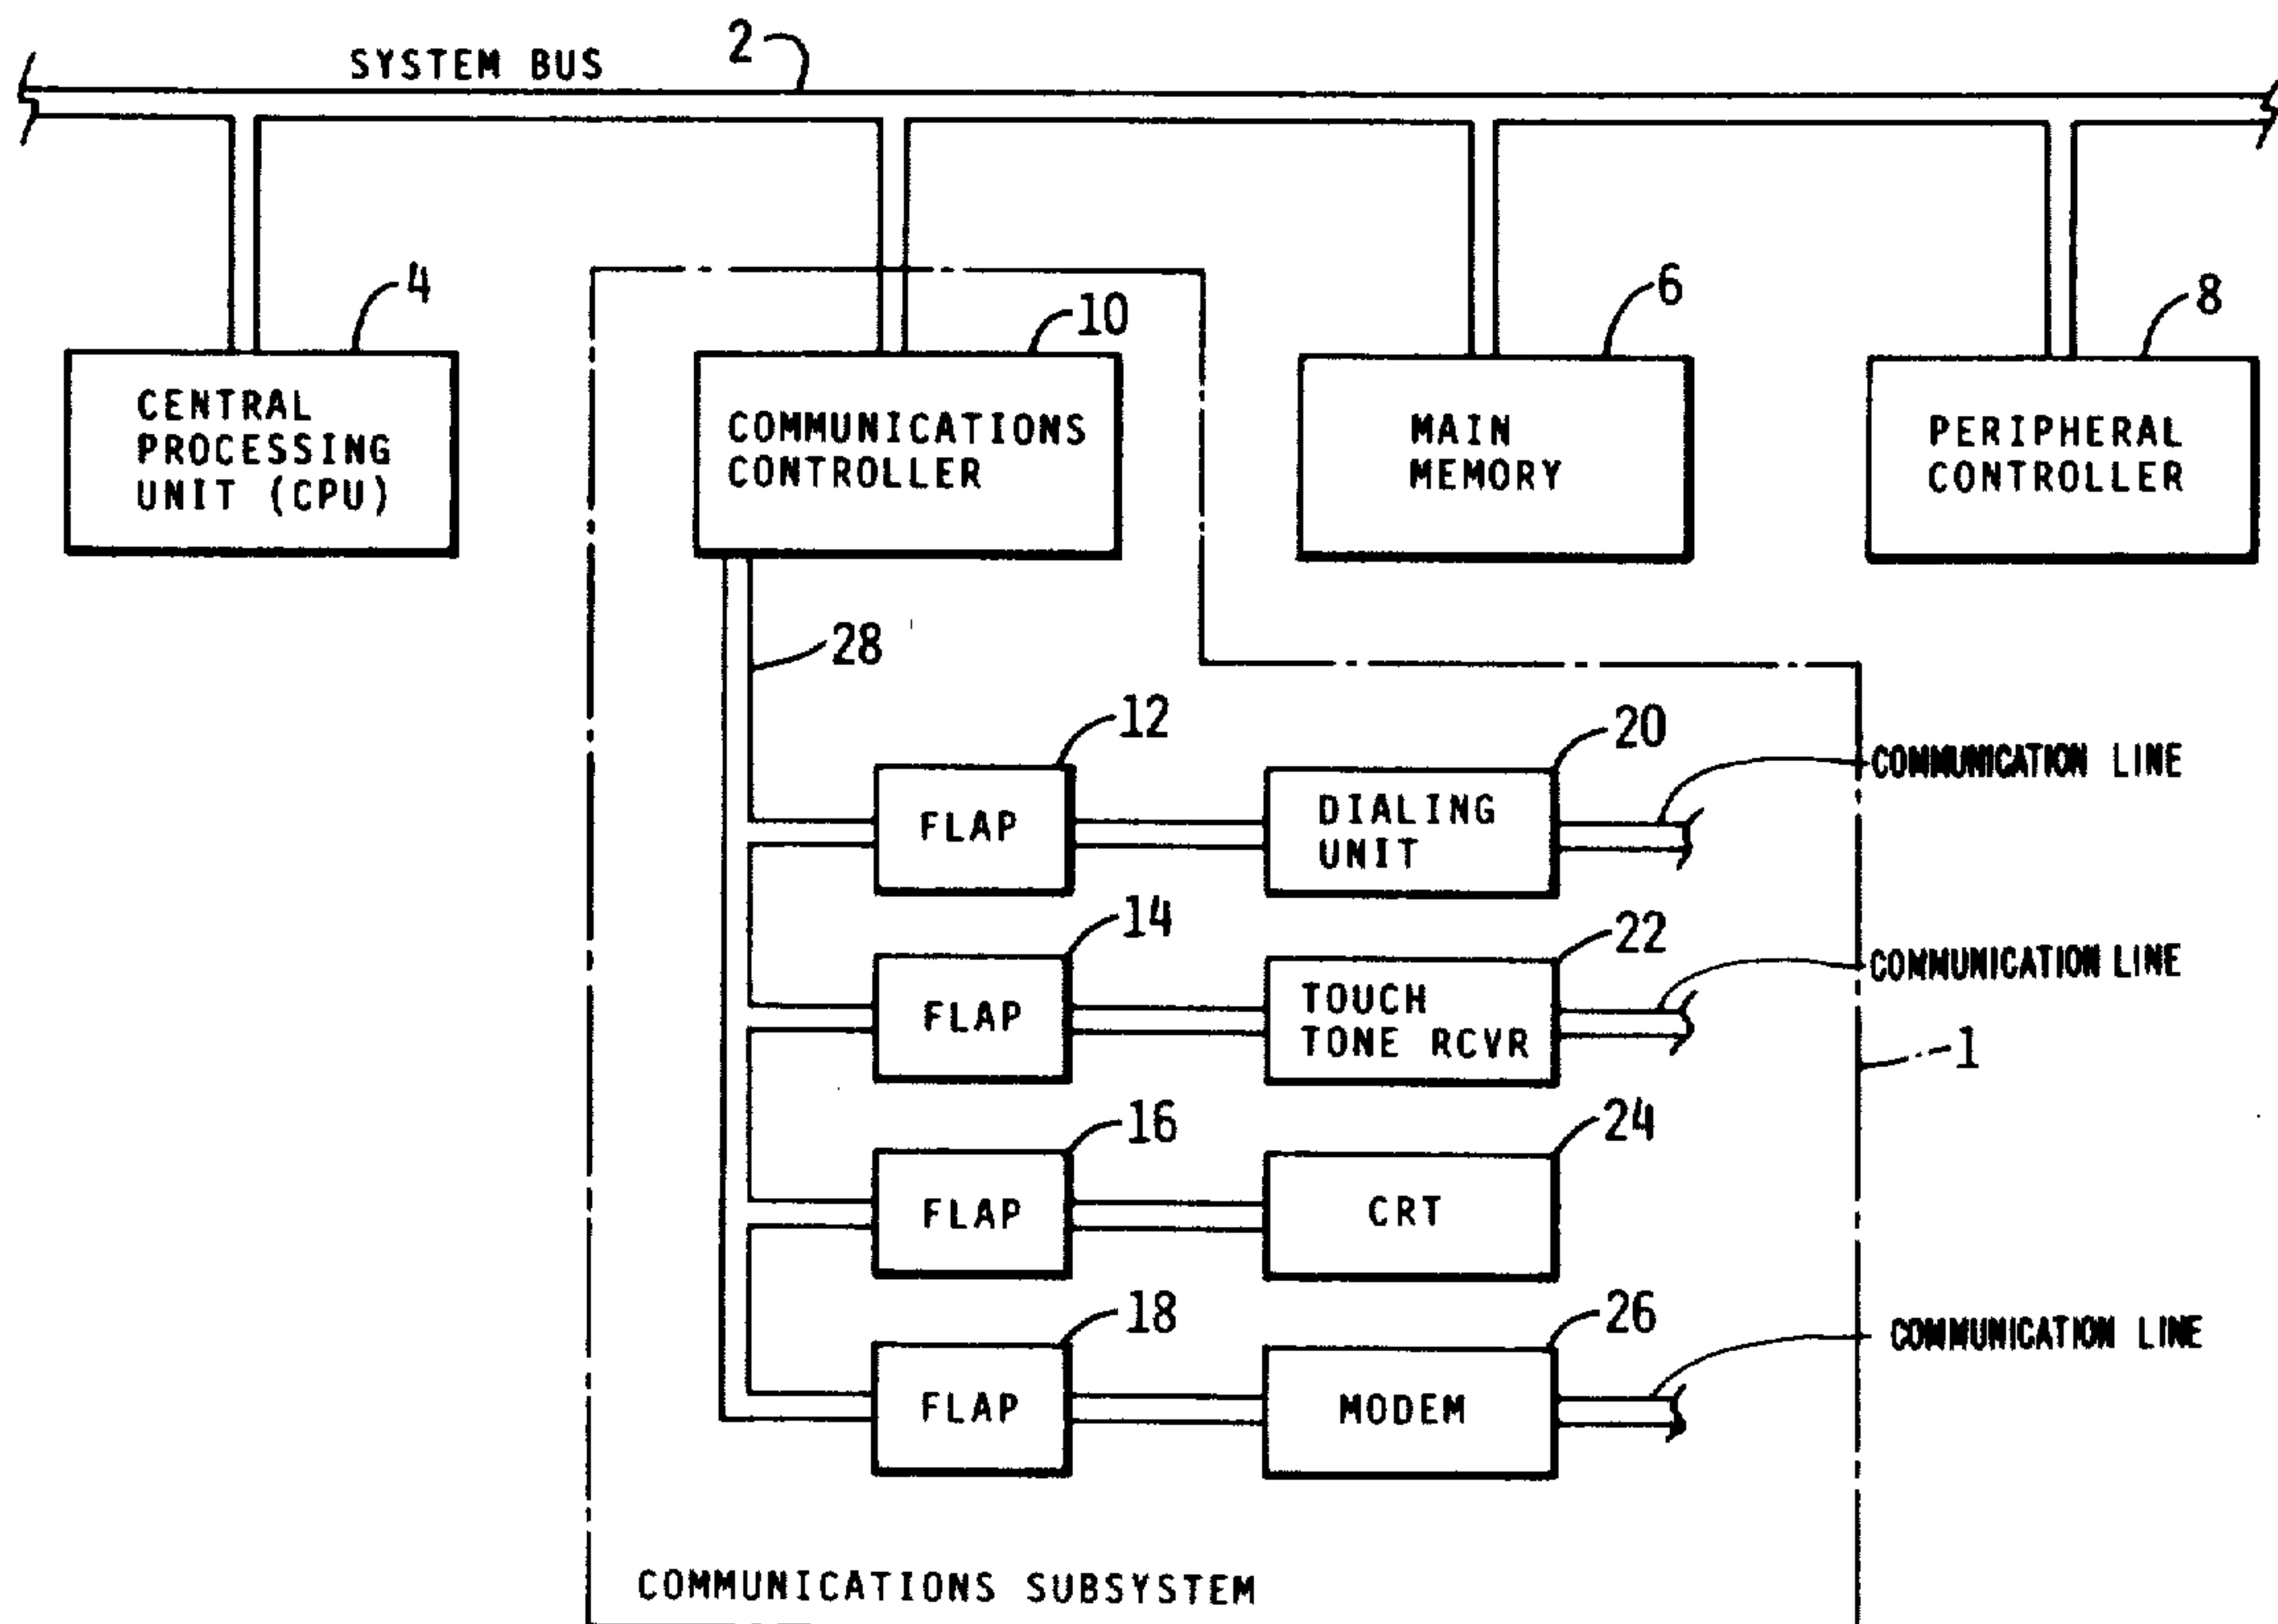 SYSTEM BUS
2
4
10
6
8
CENTRAL
PROCESSING
UNIT (CPU)
COMMUNICATIONS
CONTROLLER
MAIN
MEMORY
PERIPHERAL
CONTROLLER
28
12
20
COMMUNICATION LINE
FLAP
DIALING
UNIT
14
22
COMMUNICATION LINE
FLAP
TOUCH
TONE RCVR
1
16
24
FLAP
CRT
18
26
COMMUNICATION LINE
FLAP
MODEM
COMMUNICATIONS SUBSYSTEM